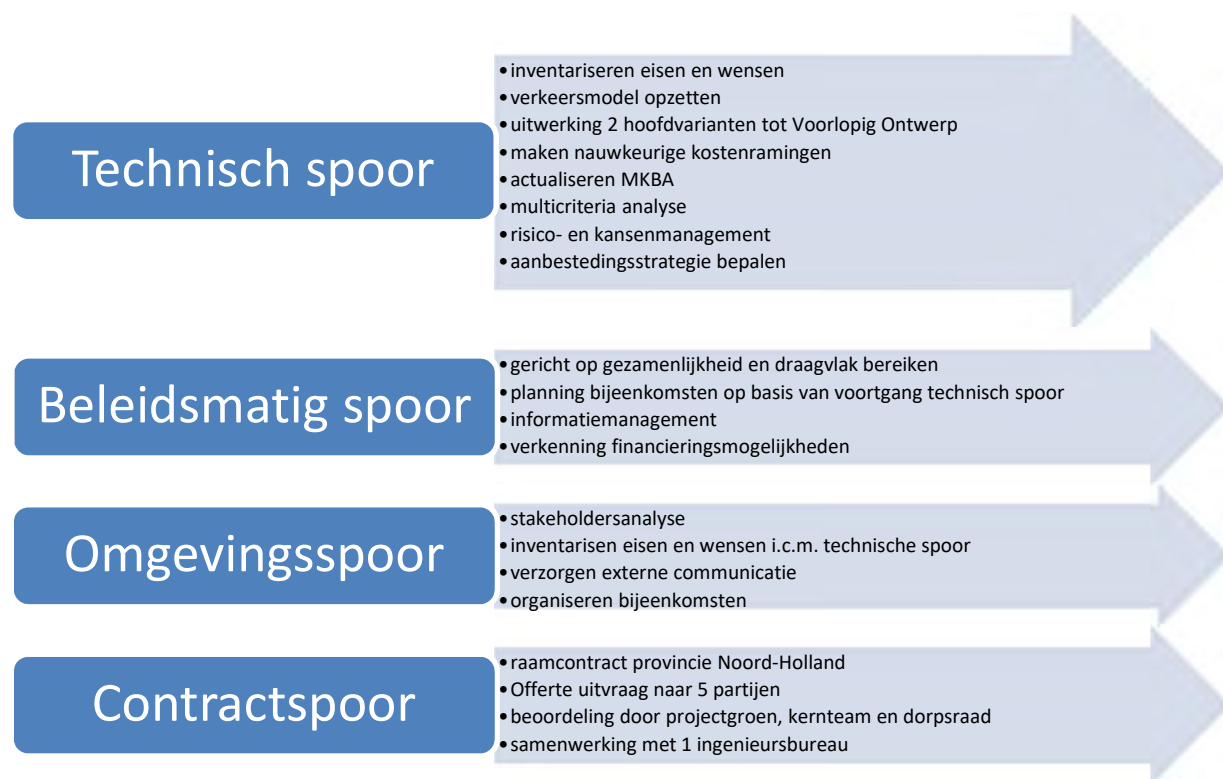 Technisch spoor
•inventariseren eisen en wensen
•verkeersmodel opzetten
•uitwerking 2 hoofdvarianten tot Voorlopig Ontwerp
•maken nauwkeurige kostenramingen
•actualiseren MKBA
•multicriteria analyse
•risico- en kansenmanagement
•aanbestedingsstrategie bepalen
Beleidsmatig spoor
•gericht op gezamenlijkheid en draagvlak bereiken
•planning bijeenkomsten op basis van voortgang technisch spoor
•informatiemanagement
•verkenning financieringsmogelijkheden
Omgevingsspoor
•stakeholdersanalyse
•inventarisen eisen en wensen i.c.m. technische spoor
•verzorgen externe communicatie
•organiseren bijeenkomsten
Contractspoor
•raamcontract provincie Noord-Holland
•Offerte uitvraag naar 5 partijen
•beoordeling door projectgroen, kernteam en dorpsraad
•samenwerking met 1 ingenieursbureau